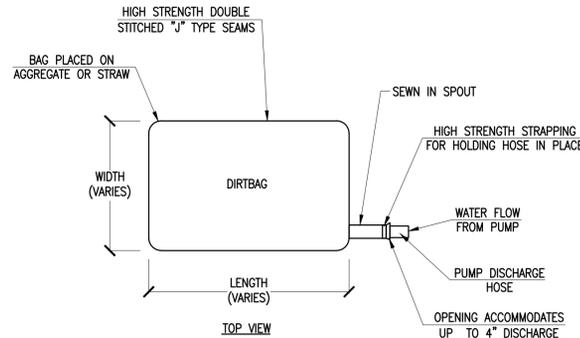 HIGH STRENGTH DOUBLE
STITCHED "J" TYPE SEAMS
BAG PLACED ON
AGGREGATE OR STRAW
SEWN IN SPOUT
HIGH STRENGTH STRAPPING
FOR HOLDING HOSE IN PLACE
WIDTH
(VARIES)
DIRTBAG
WATER FLOW
FROM PUMP
PUMP DISCHARGE
HOSE
LENGTH
(VARIES)
OPENING ACCOMMODATES
UP TO 4" DISCHARGE
TOP VIEW